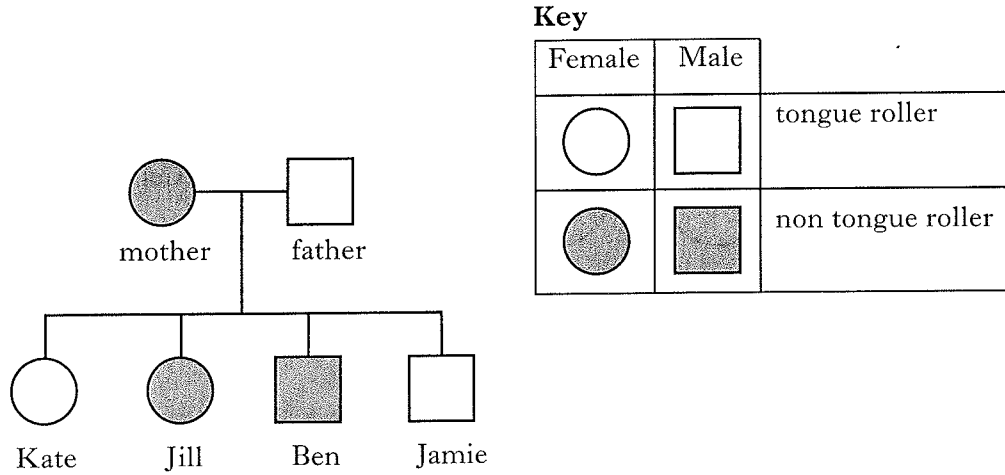 Key
Female Male
tongue roller
non tongue roller
mother father
Kate Jill Ben Jamie